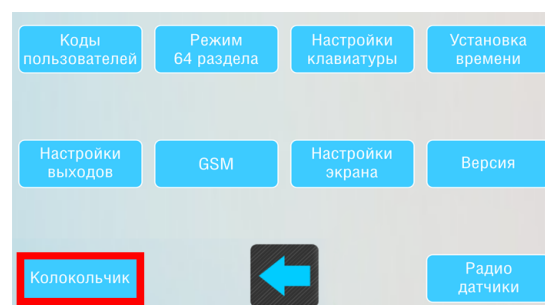 Коды
пользователей
Режим
64 раздела
Настройки
клавиатуры
Установка
времени
Настройки
выходов
GSM
Настройки
экрана
Версия
Колокольчик
Радио
датчики